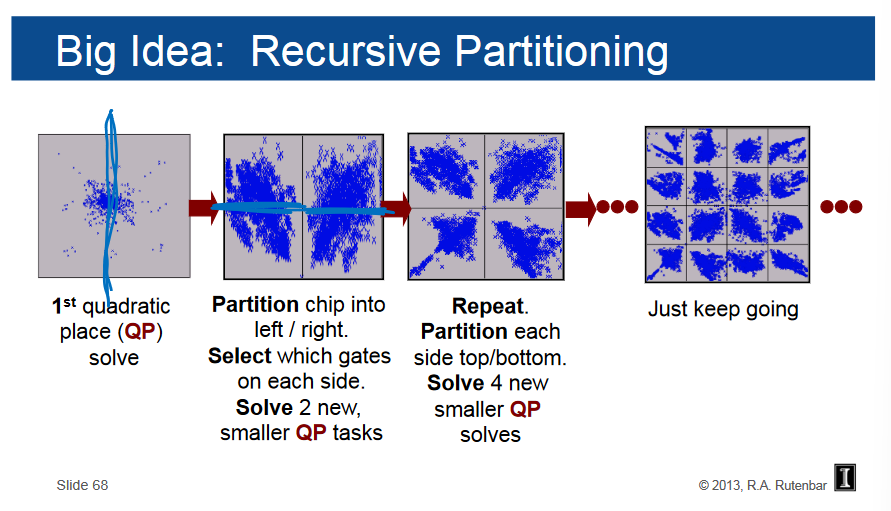 Big Idea: Recursive Partitioning
1st quadratic
place (QP)
solve
Partition chip into
left / right.
Select which gates
on each side.
Solve 2 new,
smaller QP tasks
Repeat.
Partition each
side top/bottom.
Solve 4 new
smaller QP
solves
Just keep going
Slide 68
© 2013, R.A. Rutenbar
I